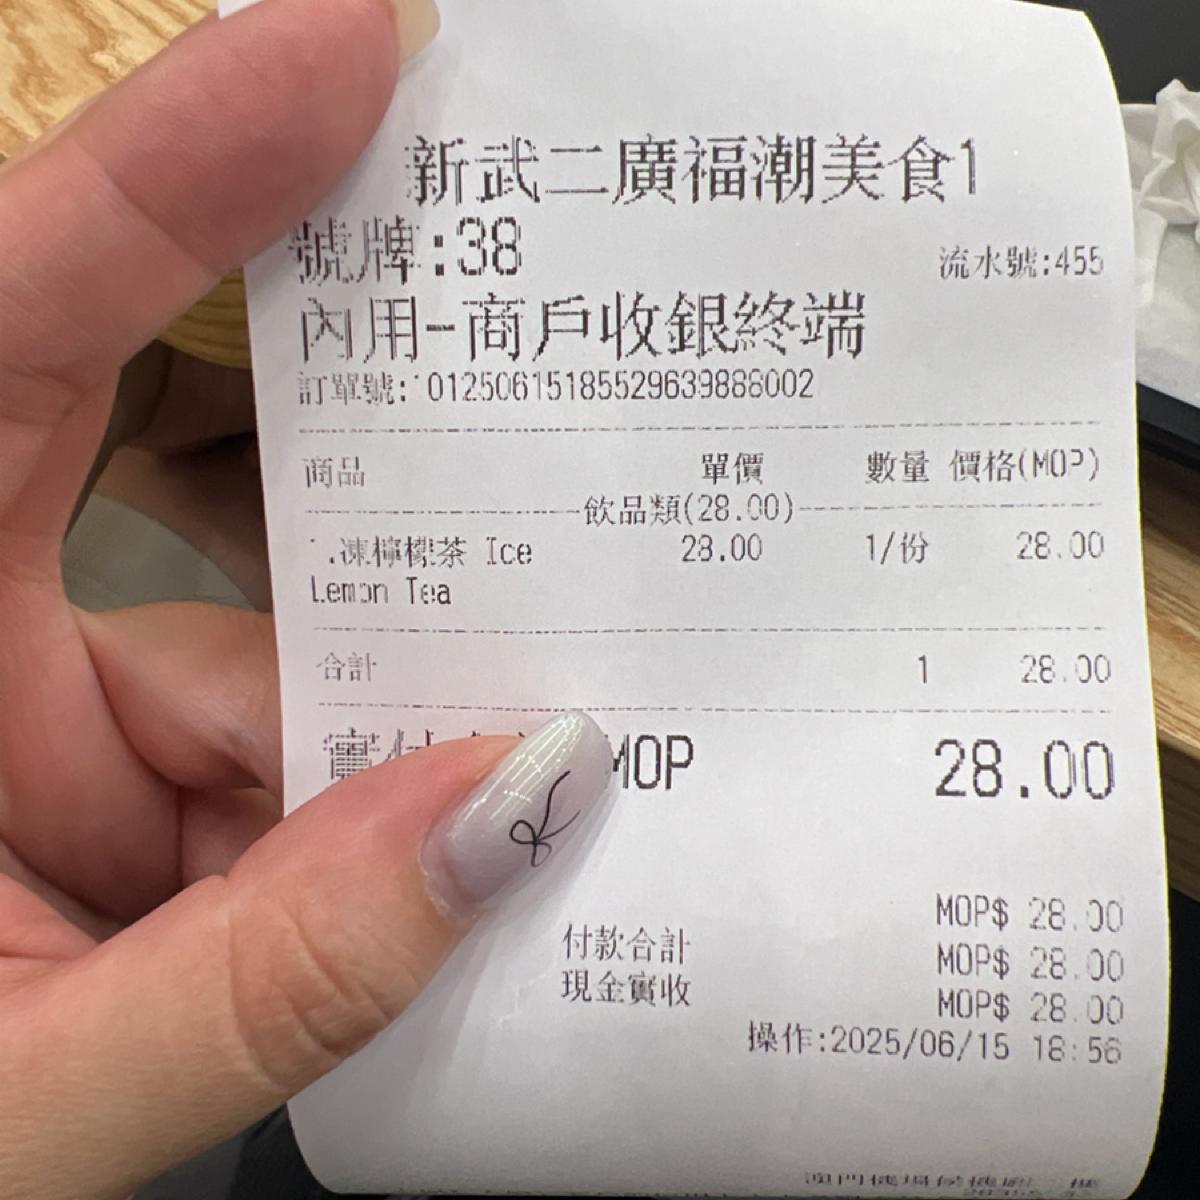 新武二廣福潮美食1
號牌:38
流水號:455
內用-商戶收銀終端
訂單號: 01250615185529639888002
商品 單價 數量 價格(MOP)
飲品類(28.00)
1.凍檸檬茶 Ice 28.00 1/份 28.00
Lemon Tea
合計 1 28.00
實付 MOP 28.00
MOP$ 28.00
付款合計 MOP$ 28.00
現金實收 MOP$ 28.00
操作:2025/06/15 18:56